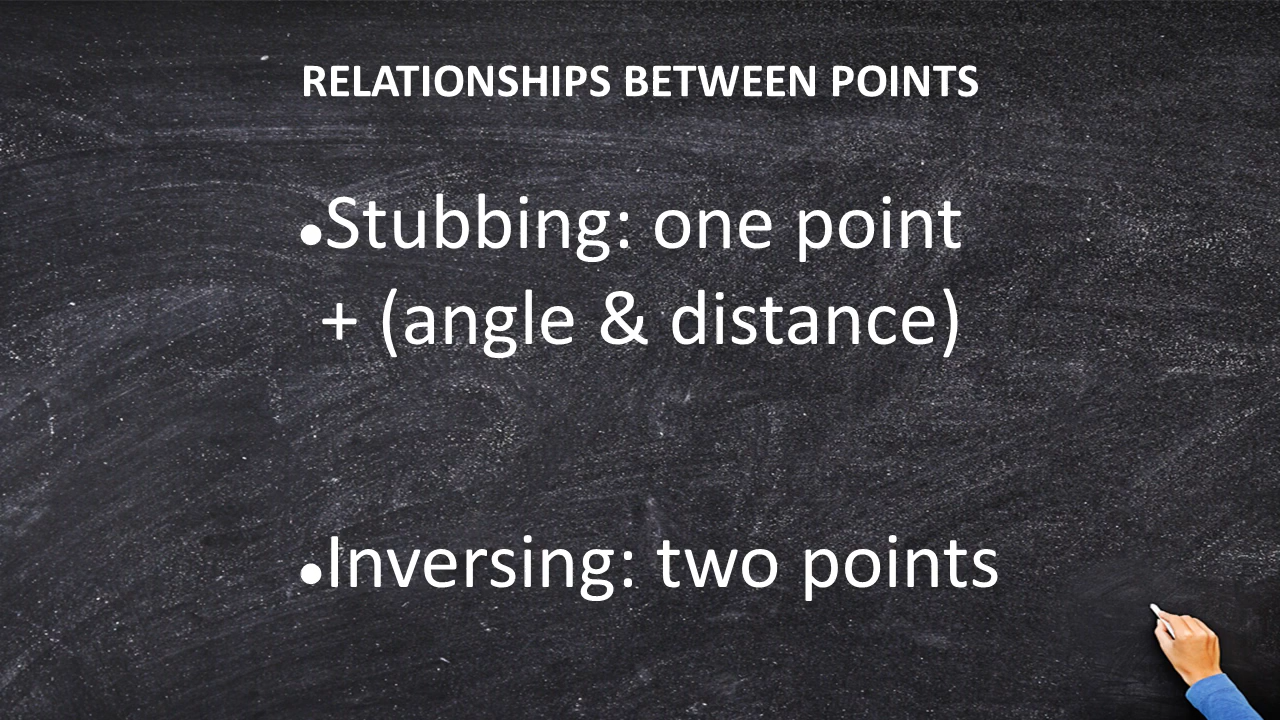 RELATIONSHIPS BETWEEN POINTS
•Stubbing: one point
+ (angle & distance)
•Inversing: two points